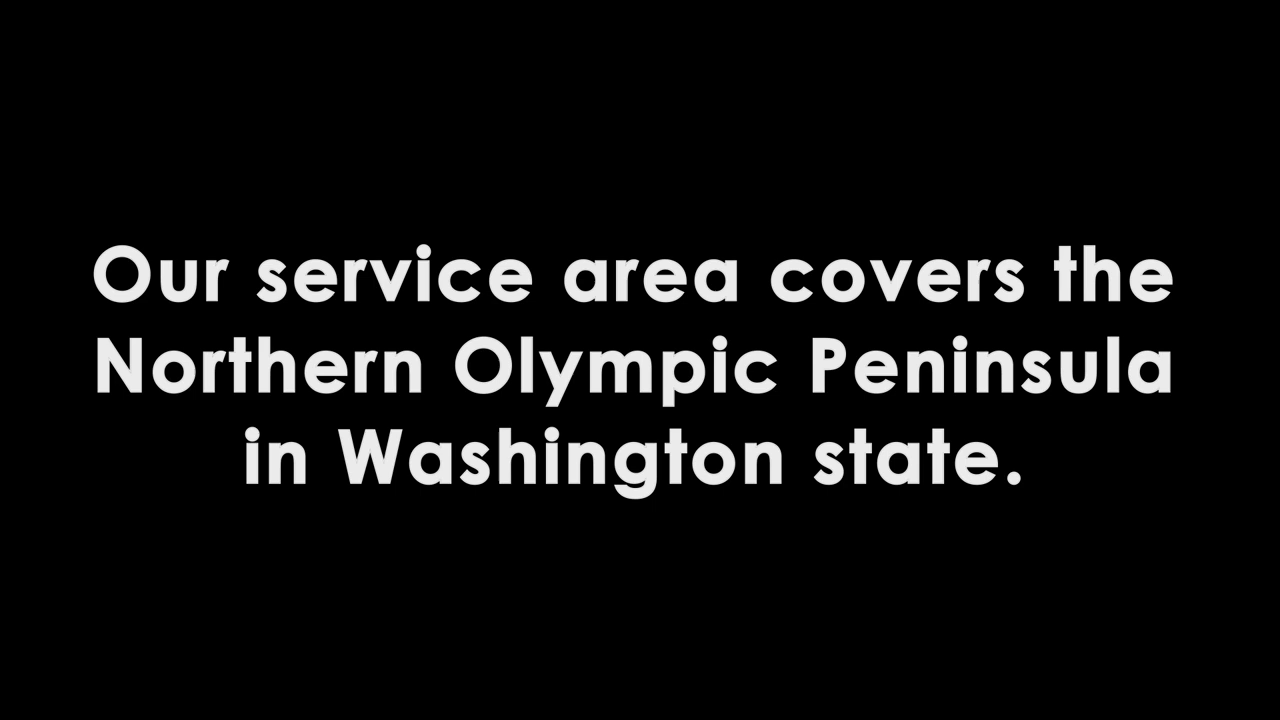 Our service area covers the
Northern Olympic Peninsula
in Washington state.